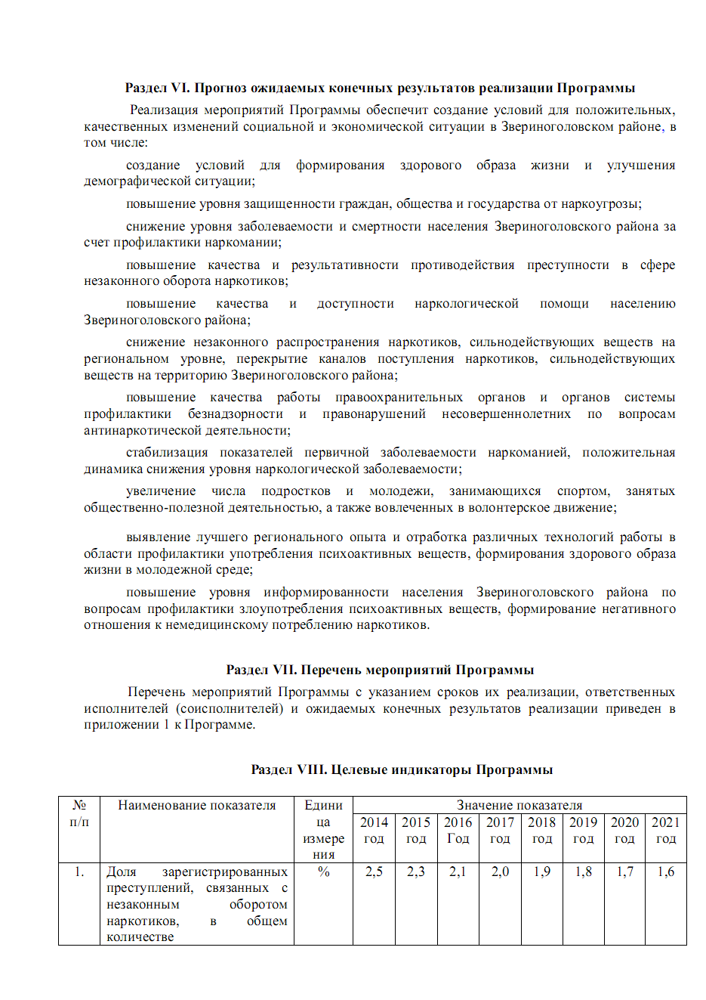 Раздел VI. Прогноз ожидаемых конечных результатов реализации Программы
Реализация мероприятий Программы обеспечит создание условий для положительных,
качественных изменений социальной и экономической ситуации в Звериноголовском районе, в
том числе:
создание условий для формирования здорового образа жизни и улучшения
демографической ситуации;
повышение уровня защищенности граждан, общества и государства от наркоугрозы;
снижение уровня заболеваемости и смертности населения Звериноголовского района за
счет профилактики наркомании;
повышение качества и результативности противодействия преступности в сфере
незаконного оборота наркотиков;
повышение качества и доступности наркологической помощи населению
Звериноголовского района;
снижение незаконного распространения наркотиков, сильнодействующих веществ на
региональном уровне, перекрытие каналов поступления наркотиков, сильнодействующих
веществ на территорию Звериноголовского района;
повышение качества работы правоохранительных органов и органов системы
профилактики безнадзорности и правонарушений несовершеннолетних по вопросам
антинаркотической деятельности;
стабилизация показателей первичной заболеваемости наркоманией, положительная
динамика снижения уровня наркологической заболеваемости;
увеличение числа подростков и молодежи, занимающихся спортом, занятых
общественно-полезной деятельностью, а также вовлеченных в волонтерское движение;
выявление лучшего регионального опыта и отработка различных технологий работы в
области профилактики употребления психоактивных веществ, формирования здорового образа
жизни в молодежной среде;
повышение уровня информированности населения Звериноголовского района по
вопросам профилактики злоупотребления психоактивных веществ, формирование негативного
отношения к немедицинскому потреблению наркотиков.
Раздел VII. Перечень мероприятий Программы
Перечень мероприятий Программы с указанием сроков их реализации, ответственных
исполнителей (соисполнителей) и ожидаемых конечных результатов реализации приведен в
приложении 1 к Программе.
Раздел VIII. Целевые индикаторы Программы
№ Наименование показателя Едини Значение показателя
п/п ца 2014 2015 2016 2017 2018 2019 2020 2021
измере год год Год год год год год год
ния
1. Доля зарегистрированных % 2,5 2,3 2,1 2,0 1,9 1,8 1,7 1,6
преступлений, связанных с
незаконным оборотом
наркотиков, в общем
количестве